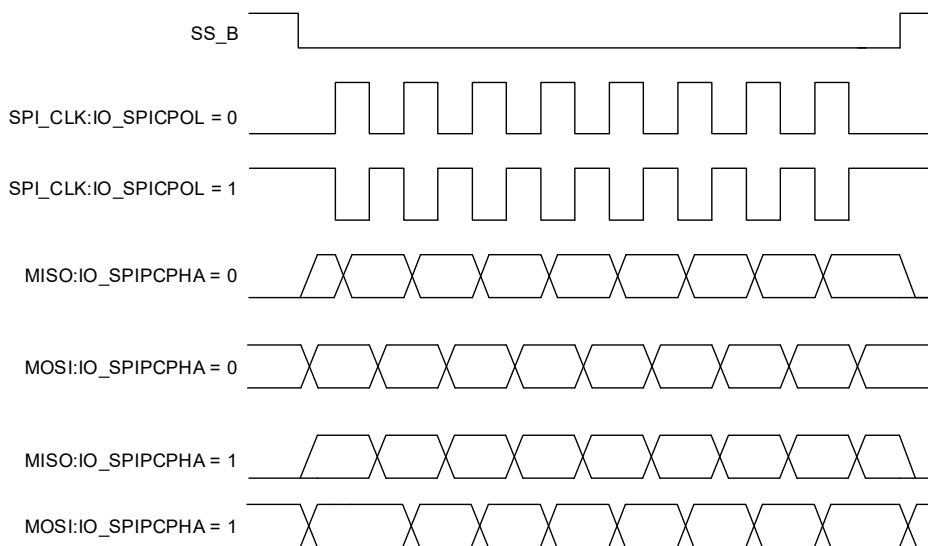 SS_B
SPI_CLK:IO_SPICPOL = 0
SPI_CLK:IO_SPICPOL = 1
MISO:IO_SPIPCPHA = 0
MOSI:IO_SPIPCPHA = 0
MISO:IO_SPIPCPHA = 1
MOSI:IO_SPIPCPHA = 1